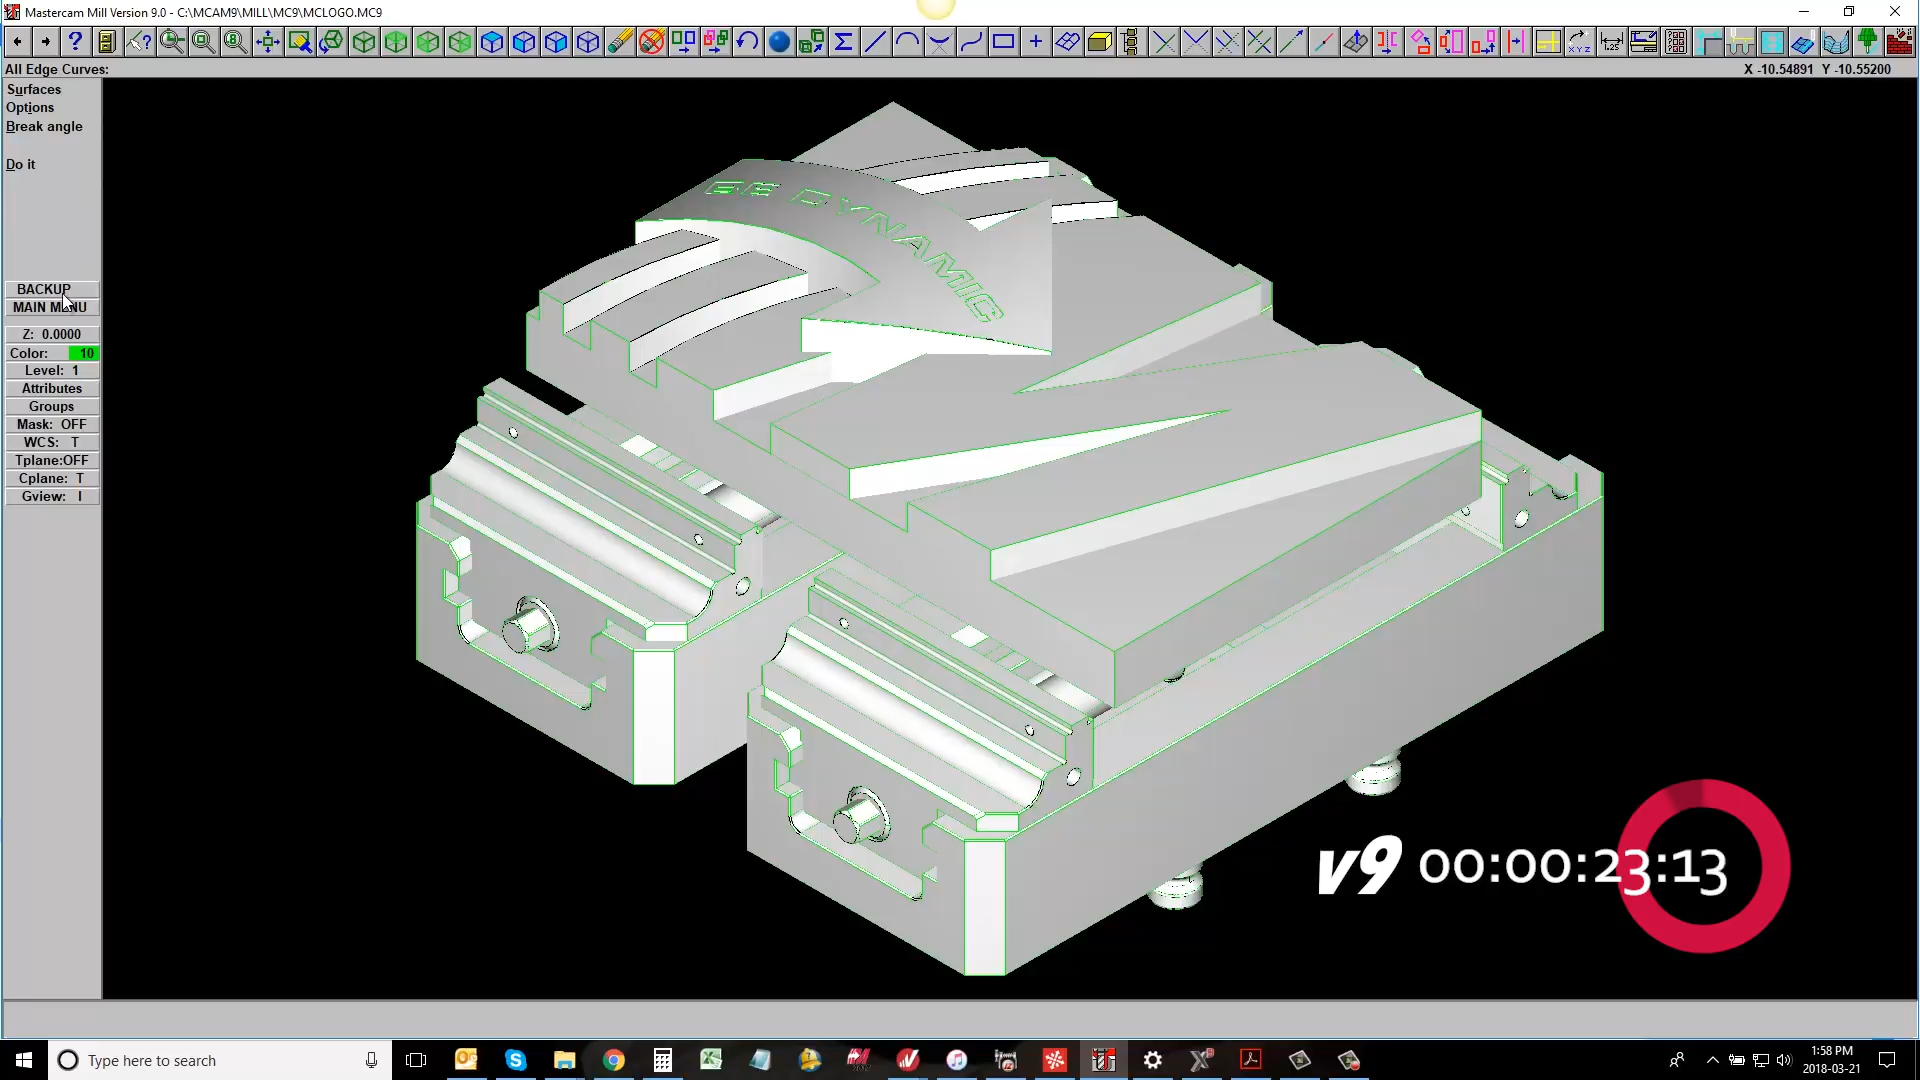 Mastercam Mill Version 9.0 - C:\MCAM9\MILL\MC9\MCLOGO.MC9
All Edge Curves:
X -10.54891 Y -10.55200
Surfaces
Options
Break angle
Do it
BACKUP
MAIN MENU
Z: 0.0000
Color: 10
Level: 1
Attributes
Groups
Mask: OFF
WCS: T
Tplane:OFF
Cplane: T
Gview: I
GE DYNAMIC
v9 00:00:23:13
Type here to search
1:58 PM
2018-03-21